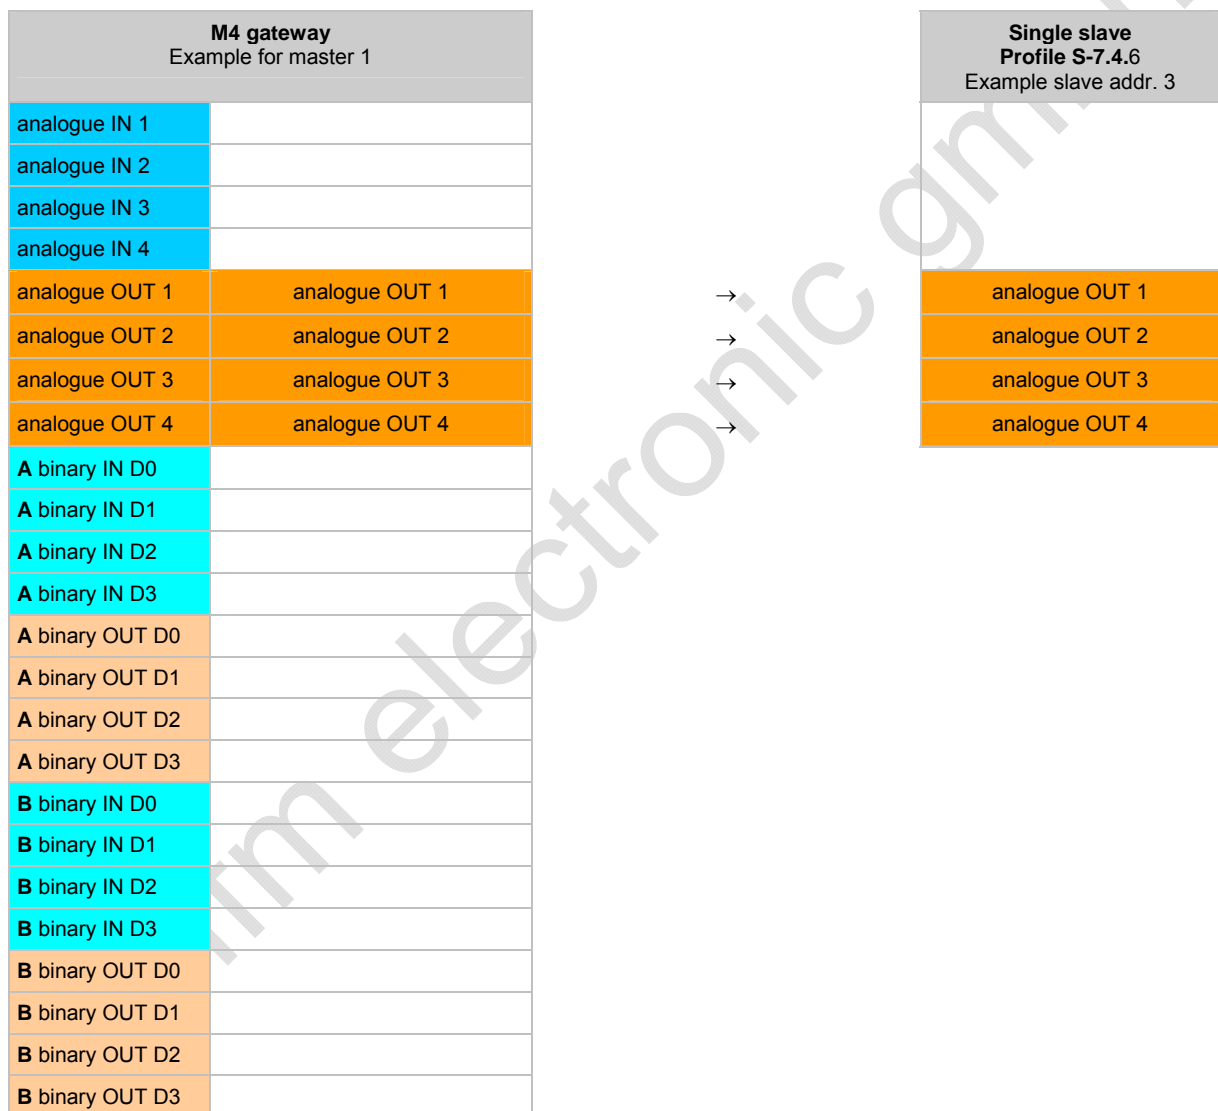 M4 gateway
Example for master 1
Single slave
Profile S-7.4.6
Example slave addr. 3
analogue IN 1
analogue IN 2
analogue IN 3
analogue IN 4
analogue OUT 1 analogue OUT 1 → analogue OUT 1
analogue OUT 2 analogue OUT 2 → analogue OUT 2
analogue OUT 3 analogue OUT 3 → analogue OUT 3
analogue OUT 4 analogue OUT 4 → analogue OUT 4
A binary IN D0
A binary IN D1
A binary IN D2
A binary IN D3
A binary OUT D0
A binary OUT D1
A binary OUT D2
A binary OUT D3
B binary IN D0
B binary IN D1
B binary IN D2
B binary IN D3
B binary OUT D0
B binary OUT D1
B binary OUT D2
B binary OUT D3
electronic